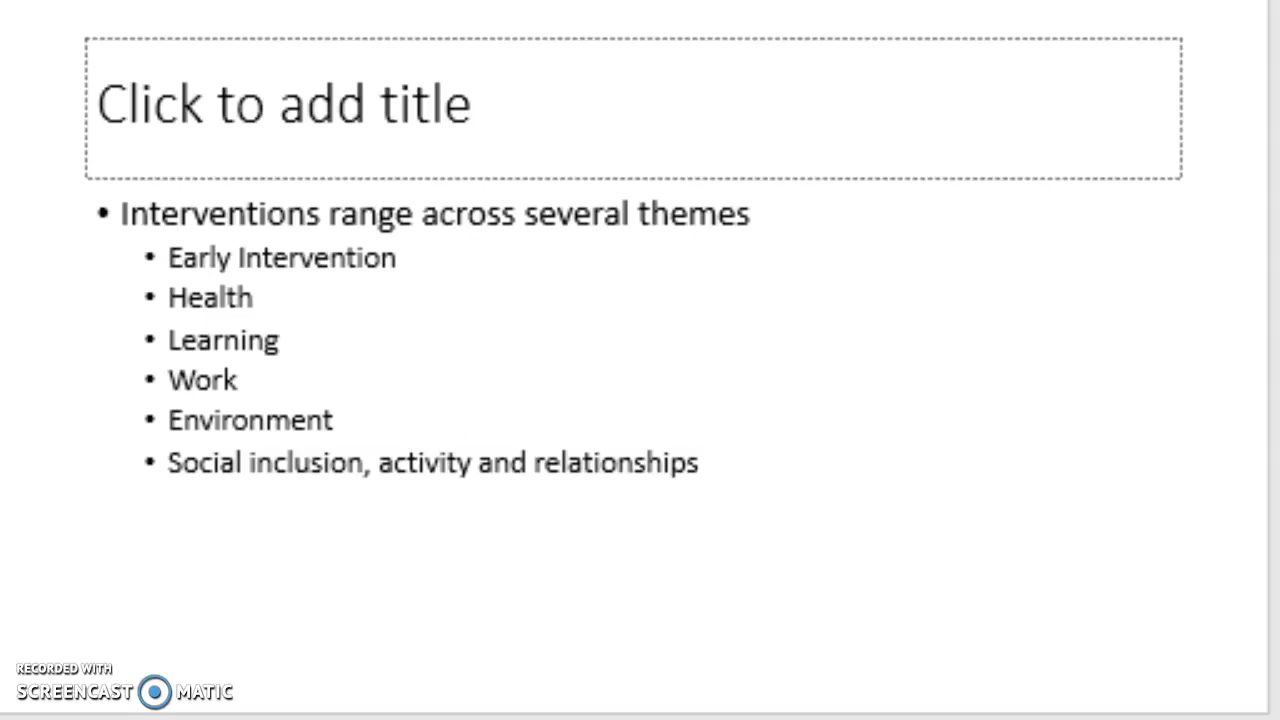 Click to add title
• Interventions range across several themes
• Early Intervention
• Health
• Learning
• Work
• Environment
• Social inclusion, activity and relationships
RECORDED WITH
SCREENCAST MATIC